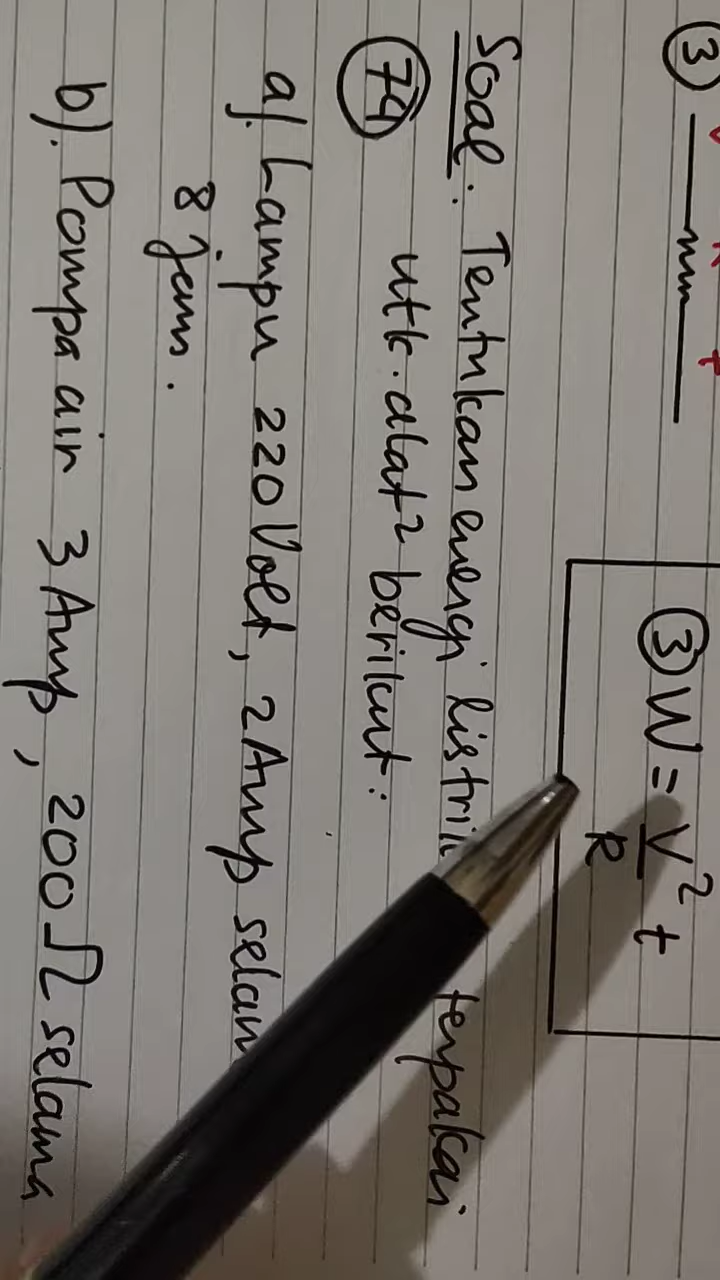 ③
③ W = V² t
R
Soal : Tentukan energi listrik terpakai
74 utk. alat² berikut :
a). Lampu 220 Volt, 2 Amp
8 jam.
b). Pompa air 3 Amp, 200 Ω selama